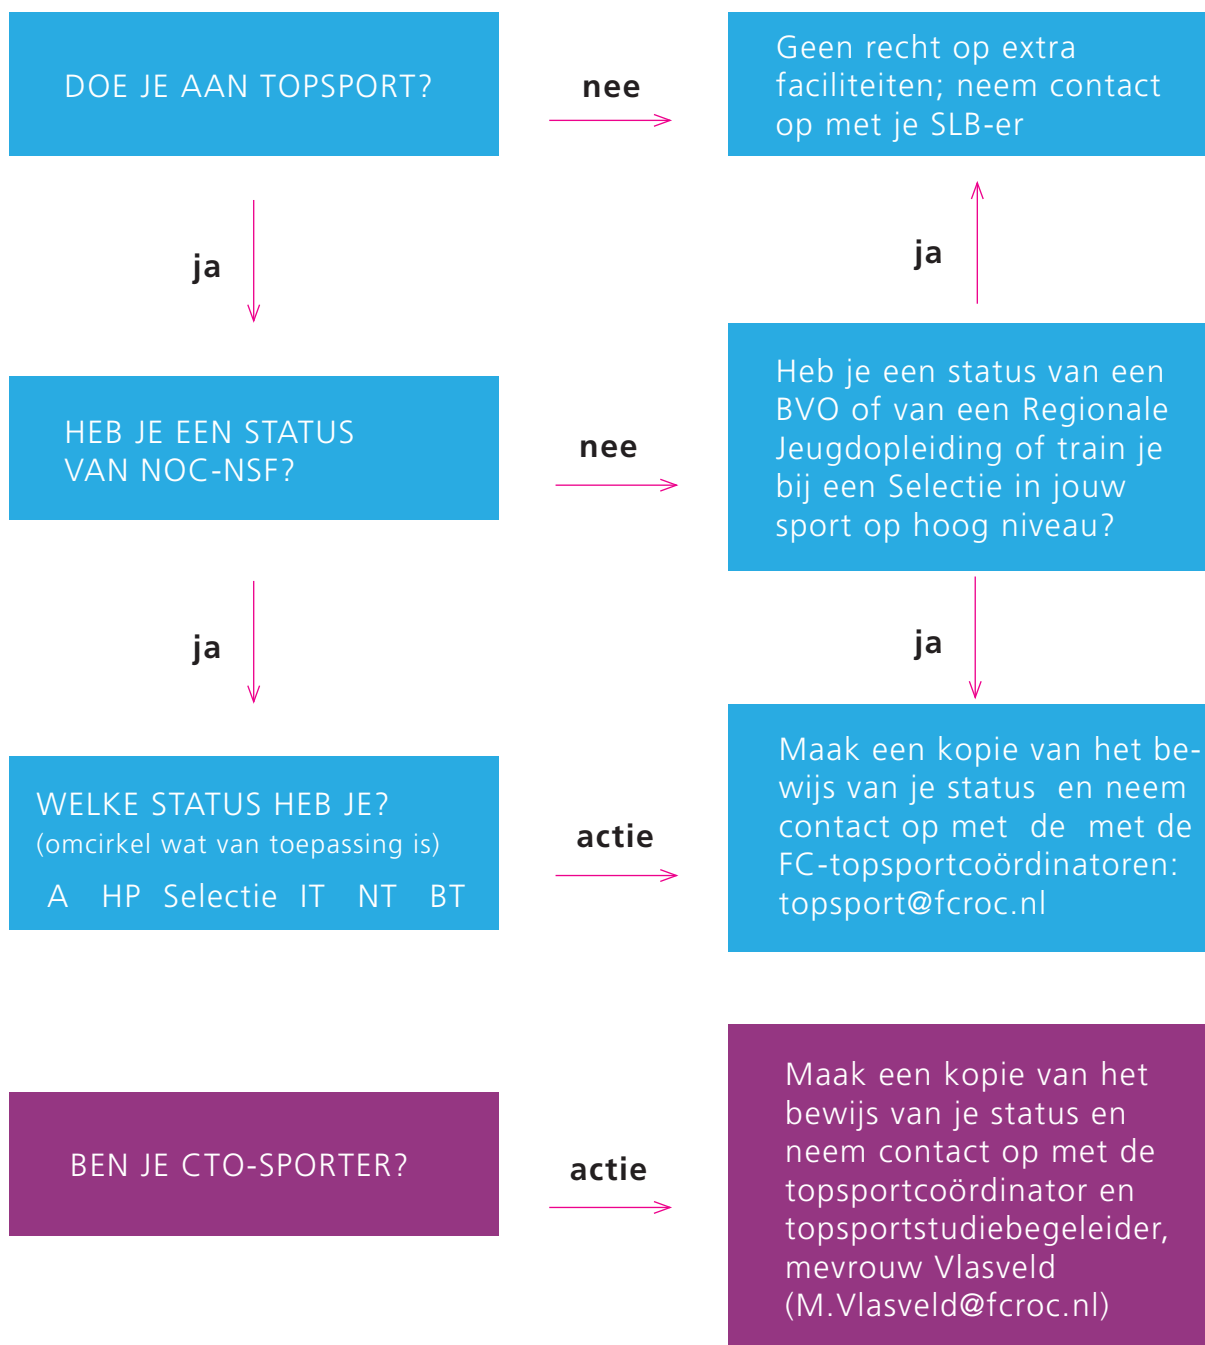 DOE JE AAN TOPSPORT?
nee
Geen recht op extra
faciliteiten; neem contact
op met je SLB-er
ja
ja
HEB JE EEN STATUS
VAN NOC-NSF?
nee
Heb je een status van een
BVO of van een Regionale
Jeugdopleiding of train je
bij een Selectie in jouw
sport op hoog niveau?
ja
ja
WELKE STATUS HEB JE?
(omcirkel wat van toepassing is)
A HP Selectie IT NT BT
actie
Maak een kopie van het be-
wijs van je status en neem
contact op met de met de
FC-topsportcoördinatoren:
topsport@fcroc.nl
BEN JE CTO-SPORTER?
actie
Maak een kopie van het
bewijs van je status en
neem contact op met de
topsportcoördinator en
topsportstudiebegeleider,
mevrouw Vlasveld
(M.Vlasveld@fcroc.nl)